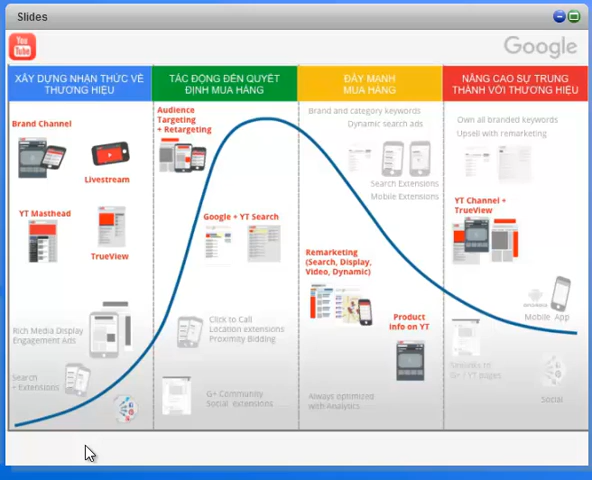 Slides
You
Tube
Google
XÂY DỰNG NHẬN THỨC VỀ
THƯƠNG HIỆU
TÁC ĐỘNG ĐẾN QUYẾT
ĐỊNH MUA HÀNG
ĐẨY MẠNH
MUA HÀNG
NÂNG CAO SỰ TRUNG
THÀNH VỚI THƯƠNG HIỆU
Brand Channel
Livestream
YT Masthead
TrueView
Rich Media Display
Engagement Ads
Search
+ Extensions
Audience
Targeting
+ Retargeting
Google + YT Search
Click to Call
Location extensions
Proximity Bidding
G+ Community
Social extensions
Brand and category keywords
Dynamic search ads
Search Extensions
Mobile Extensions
Remarketing
(Search, Display,
Video, Dynamic)
Product
info on YT
Always optimized
with Analytics
Own all branded keywords
Upsell with remarketing
YT Channel +
TrueView
Mobile App
G+ / YT pages
Social